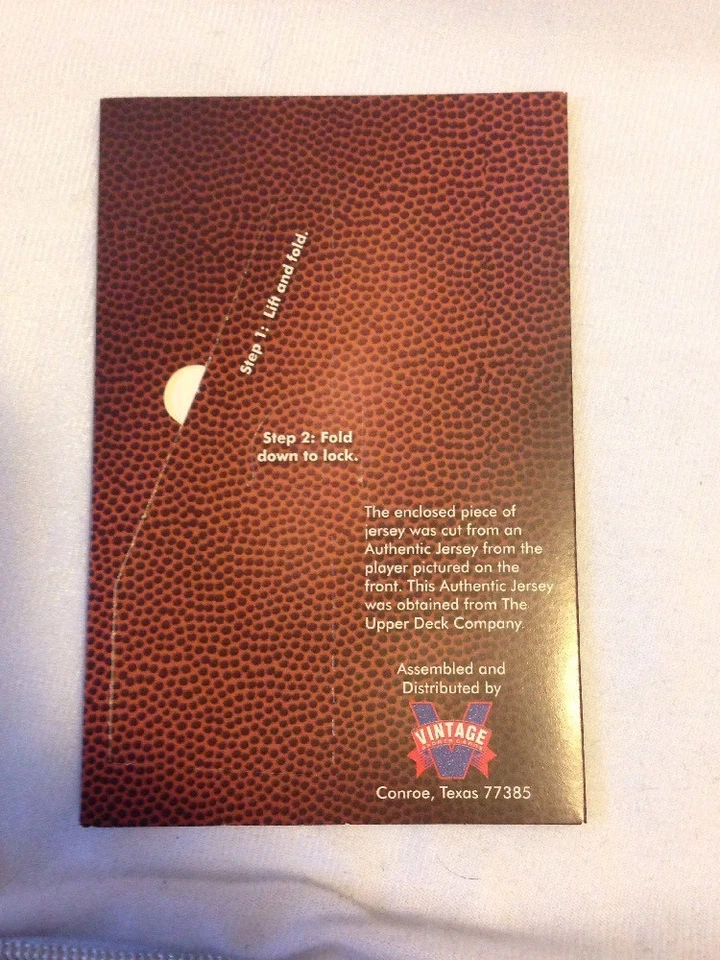 Step 1: Lift and fold.
Step 2: Fold
down to lock.
The enclosed piece of
jersey was cut from an
Authentic Jersey from the
player pictured on the
front. This Authentic Jersey
was obtained from The
Upper Deck Company.
Assembled and
Distributed by
V
VINTAGE
SPORTS CARDS
Conroe, Texas 77385